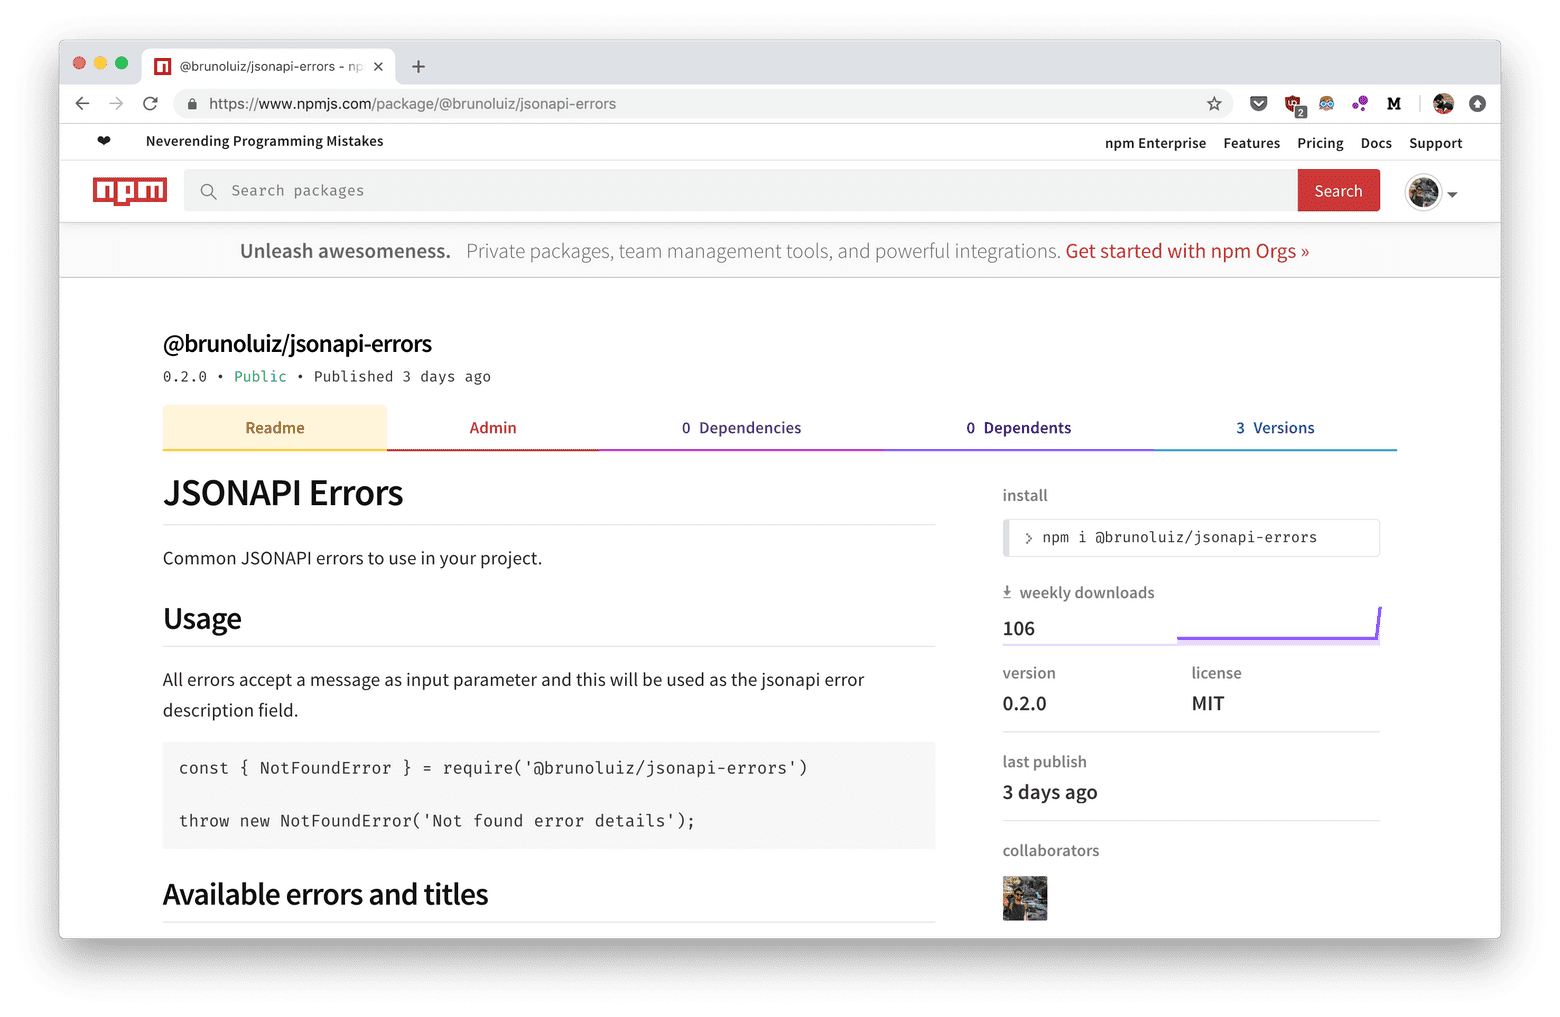 @brunoluiz/jsonapi-errors - np
https://www.npmjs.com/package/@brunoluiz/jsonapi-errors
2
M
❤ Neverending Programming Mistakes
npm Enterprise Features Pricing Docs Support
npm
Search packages
Search
Unleash awesomeness. Private packages, team management tools, and powerful integrations. Get started with npm Orgs »
@brunoluiz/jsonapi-errors
0.2.0 • Public • Published 3 days ago
Readme
Admin
0 Dependencies
0 Dependents
3 Versions
JSONAPI Errors
Common JSONAPI errors to use in your project.
Usage
All errors accept a message as input parameter and this will be used as the jsonapi error
description field.
const { NotFoundError } = require('@brunoluiz/jsonapi-errors')
throw new NotFoundError('Not found error details');
Available errors and titles
install
> npm i @brunoluiz/jsonapi-errors
weekly downloads
106
version
0.2.0
license
MIT
last publish
3 days ago
collaborators